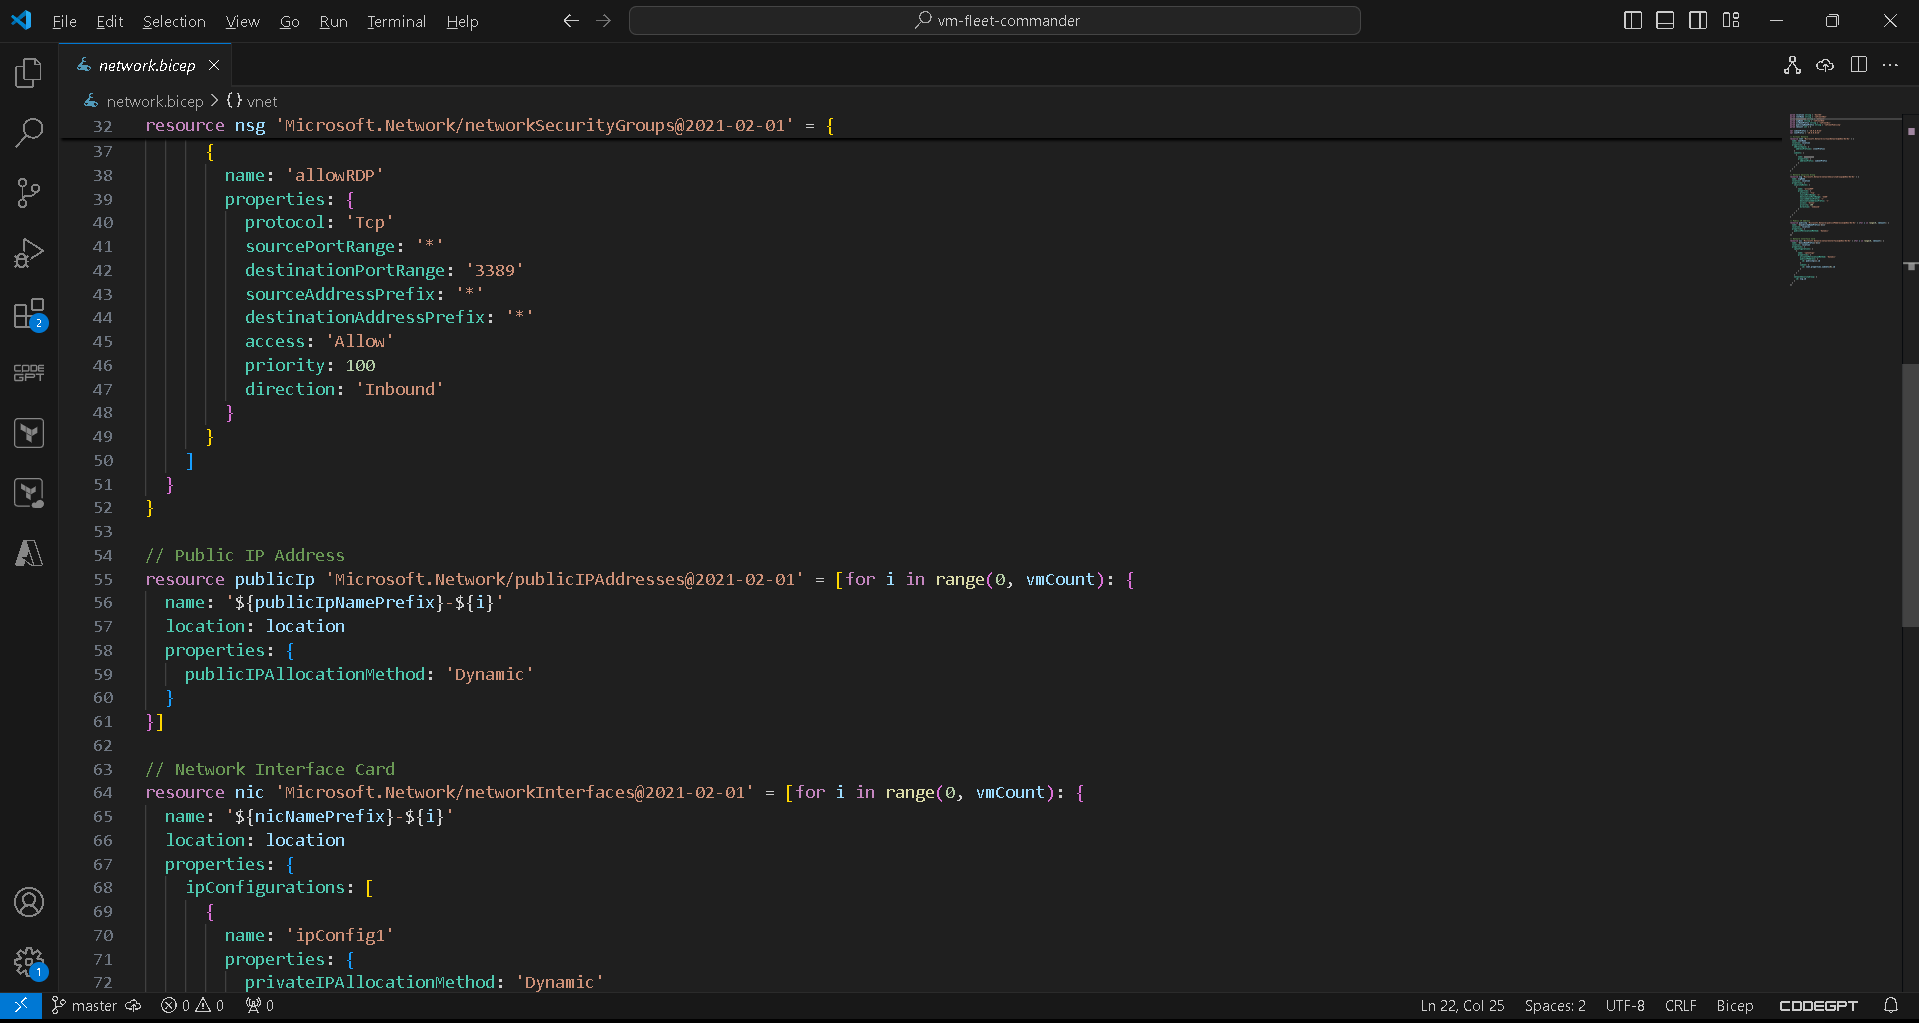 File Edit Selection View Go Run Terminal Help vm-fleet-commander
network.bicep
network.bicep > {} vnet
32 resource nsg 'Microsoft.Network/networkSecurityGroups@2021-02-01' = {
37 {
38 name: 'allowRDP'
39 properties: {
40 protocol: 'Tcp'
41 sourcePortRange: '*'
42 destinationPortRange: '3389'
43 sourceAddressPrefix: '*'
44 destinationAddressPrefix: '*'
45 access: 'Allow'
46 priority: 100
47 direction: 'Inbound'
48 }
49 }
50 ]
51 }
52 }
53
54 // Public IP Address
55 resource publicIp 'Microsoft.Network/publicIPAddresses@2021-02-01' = [for i in range(0, vmCount): {
56 name: '${publicIpNamePrefix}-${i}'
57 location: location
58 properties: {
59 publicIPAllocationMethod: 'Dynamic'
60 }
61 }]
62
63 // Network Interface Card
64 resource nic 'Microsoft.Network/networkInterfaces@2021-02-01' = [for i in range(0, vmCount): {
65 name: '${nicNamePrefix}-${i}'
66 location: location
67 properties: {
68 ipConfigurations: [
69 {
70 name: 'ipConfig1'
71 properties: {
72 privateIPAllocationMethod: 'Dynamic'
2
CODE
GPT
1
master 0 0 0 Ln 22, Col 25 Spaces: 2 UTF-8 CRLF Bicep CODEGPT